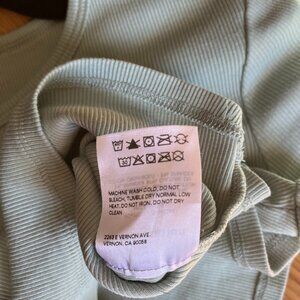 MACHINE WASH COLD, DO NOT
BLEACH, TUMBLE DRY NORMAL LOW
HEAT, DO NOT IRON, DO NOT DRY
CLEAN
2263 E VERNON AVE
VERNON, CA 90058